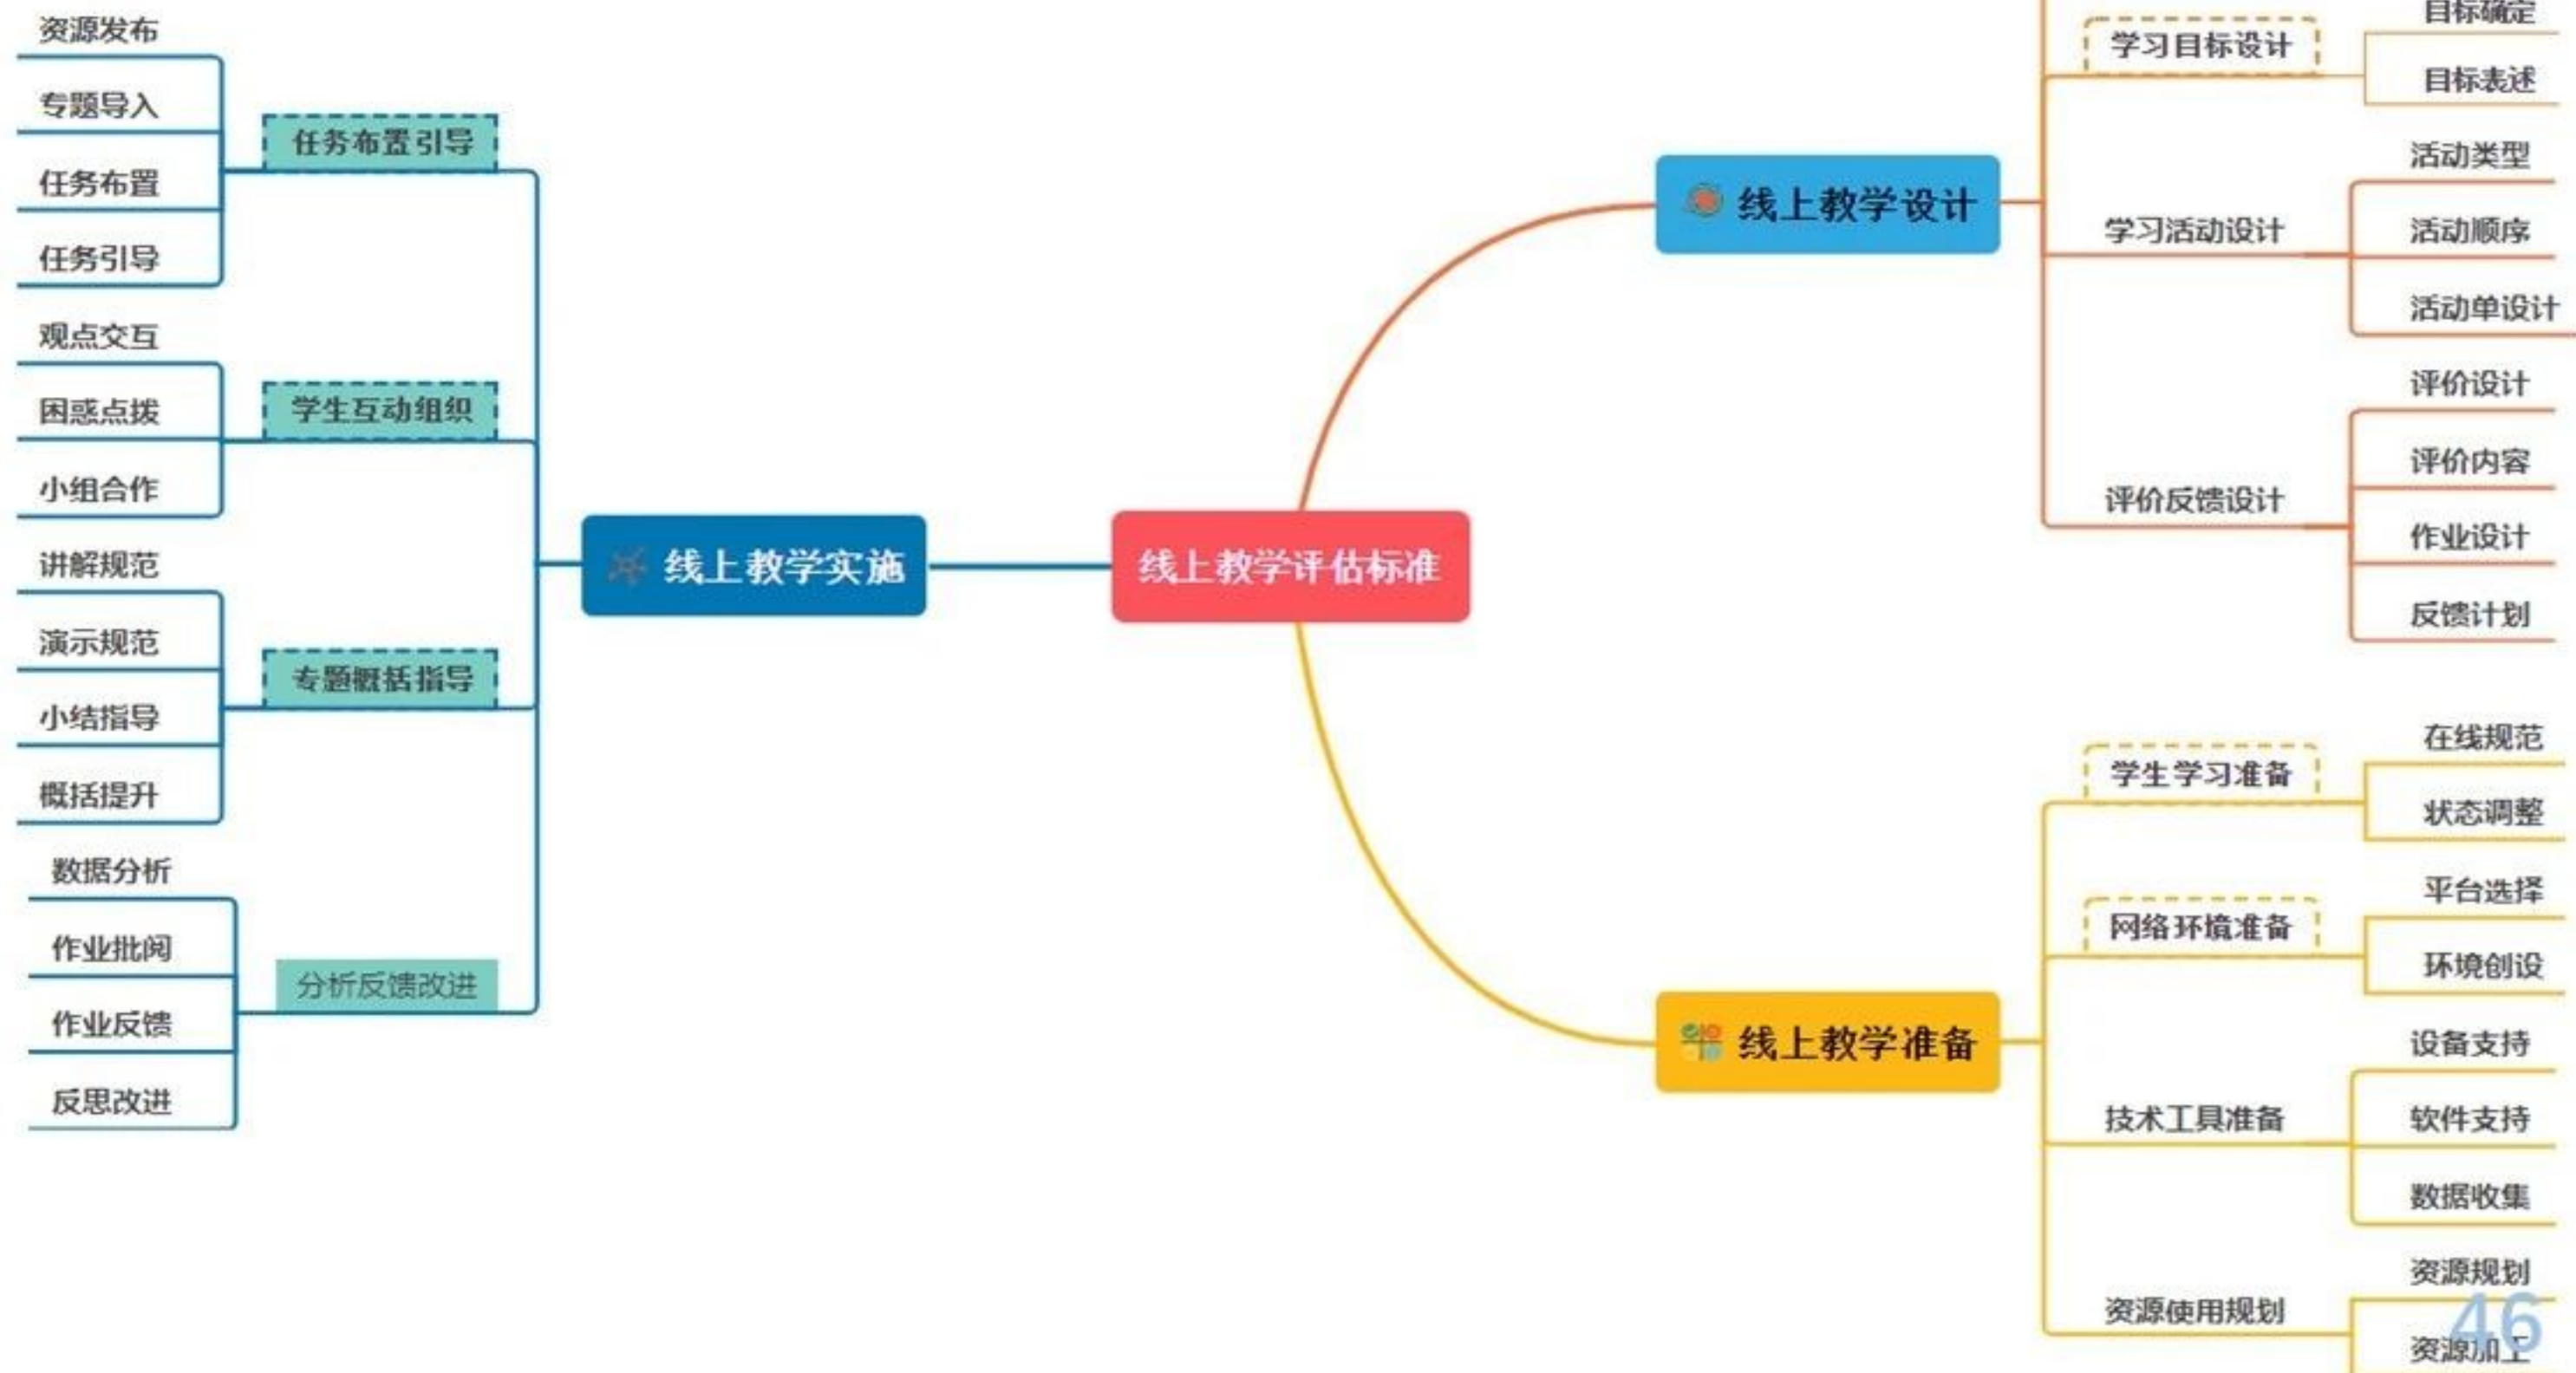 资源发布
专题导入
任务布置
任务引导
任务布置引导
观点交互
困惑点拨
小组合作
学生互动组织
讲解规范
演示规范
小结指导
概括提升
专题概括指导
数据分析
作业批阅
作业反馈
反思改进
分析反馈改进
线上教学实施
线上教学评估标准
线上教学设计
学习目标设计
目标确定
目标表述
学习活动设计
活动类型
活动顺序
活动单设计
评价反馈设计
评价设计
评价内容
作业设计
反馈计划
线上教学准备
学生学习准备
在线规范
状态调整
网络环境准备
平台选择
环境创设
技术工具准备
设备支持
软件支持
数据收集
资源使用规划
资源规划
资源加工
46